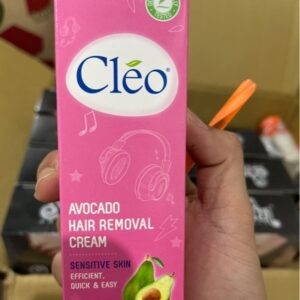 Cléo®
AVOCADO
HAIR REMOVAL
CREAM
SENSITIVE SKIN
EFFICIENT,
QUICK & EASY